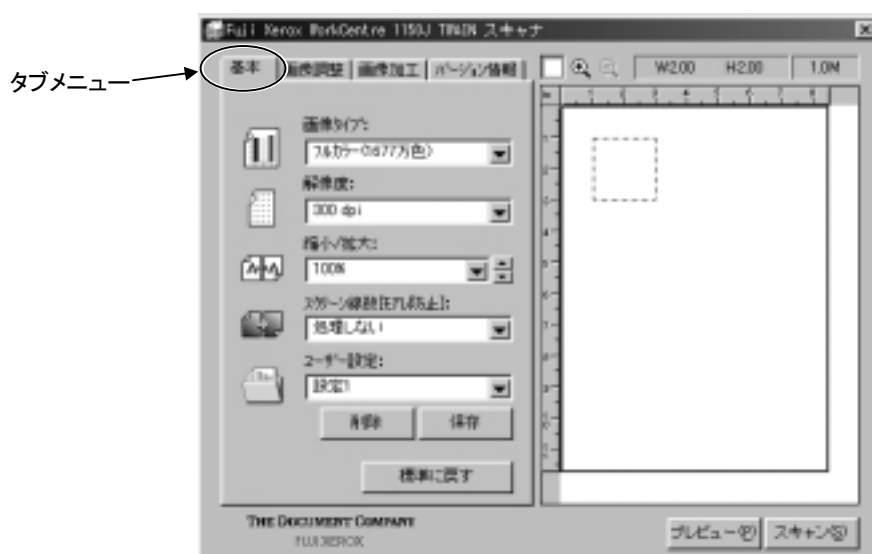 Fuji Xerox WorkCentre 1150J TWAIN スキャナ
タブメニュー
基本 画像調整 画像加工 バージョン情報
W2.00 H2.00 1.0M
画像タイプ:
フルカラー(1677万色)
解像度:
300 dpi
縮小/拡大:
100%
スクリーン線数[モアレ防止]:
処理しない
ユーザー設定:
設定1
削除 保存
標準に戻す
THE DOCUMENT COMPANY
FUJI XEROX
プレビュー(P) スキャン(S)